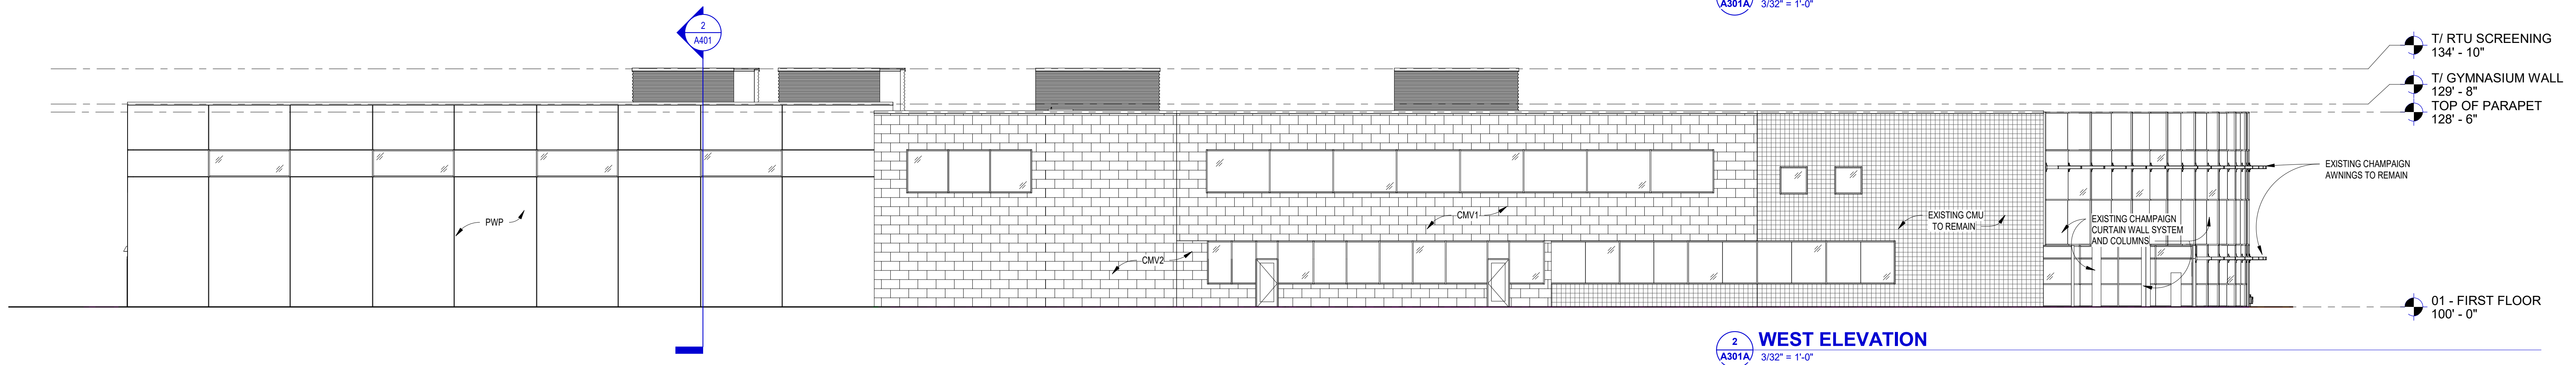 A301A
3/32" = 1'-0"
2
A401
T/ RTU SCREENING
134' - 10"
T/ GYMNASIUM WALL
129' - 8"
TOP OF PARAPET
128' - 6"
EXISTING CHAMPAIGN
AWNINGS TO REMAIN
PWP
CMV1
EXISTING CMU
TO REMAIN
EXISTING CHAMPAIGN
CURTAIN WALL SYSTEM
AND COLUMNS
CMV2
01 - FIRST FLOOR
100' - 0"
2
A301A
WEST ELEVATION
3/32" = 1'-0"